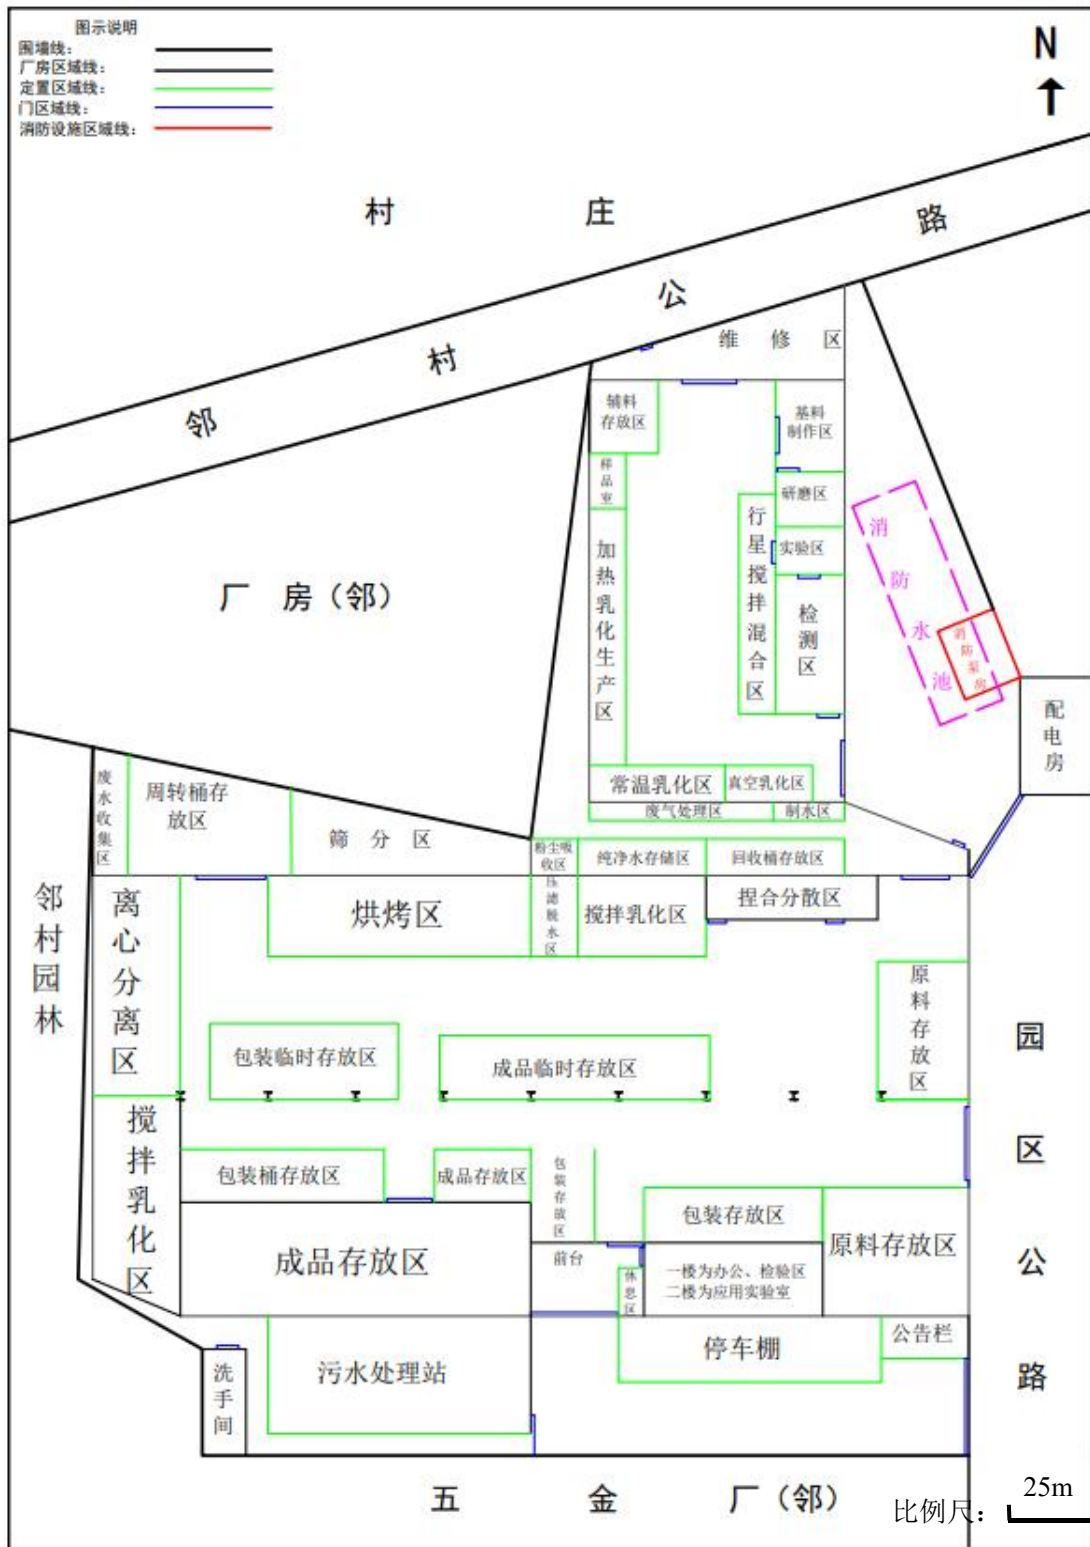 图示说明
围墙线：
厂房区域线：
定置区域线：
门区域线：
消防设施区域线：
N
村 庄
邻 村 公 路
维 修 区
辅料
存放区
基料
制作区
样品室
研磨区
行星搅拌混合区
实验区
加热乳化生产区
检测区
消防水池
消防泵房
厂 房（邻）
配电房
常温乳化区
真空乳化区
废气处理区
制水区
废水收集区
周转桶存
放区
筛 分 区
粉尘吸
收区
纯净水存储区
回收桶存放区
邻村园林
离心分离区
烘烤区
压滤脱水区
搅拌乳化区
捏合分散区
原料存放区
包装临时存放区
成品临时存放区
园区公路
搅拌乳化区
包装桶存放区
成品存放区
包装存放区
包装存放区
原料存放区
成品存放区
前台
休息区
一楼为办公、检验区
二楼为应用实验室
公告栏
停车棚
污水处理站
洗手间
五 金 厂（邻）
比例尺：
25m